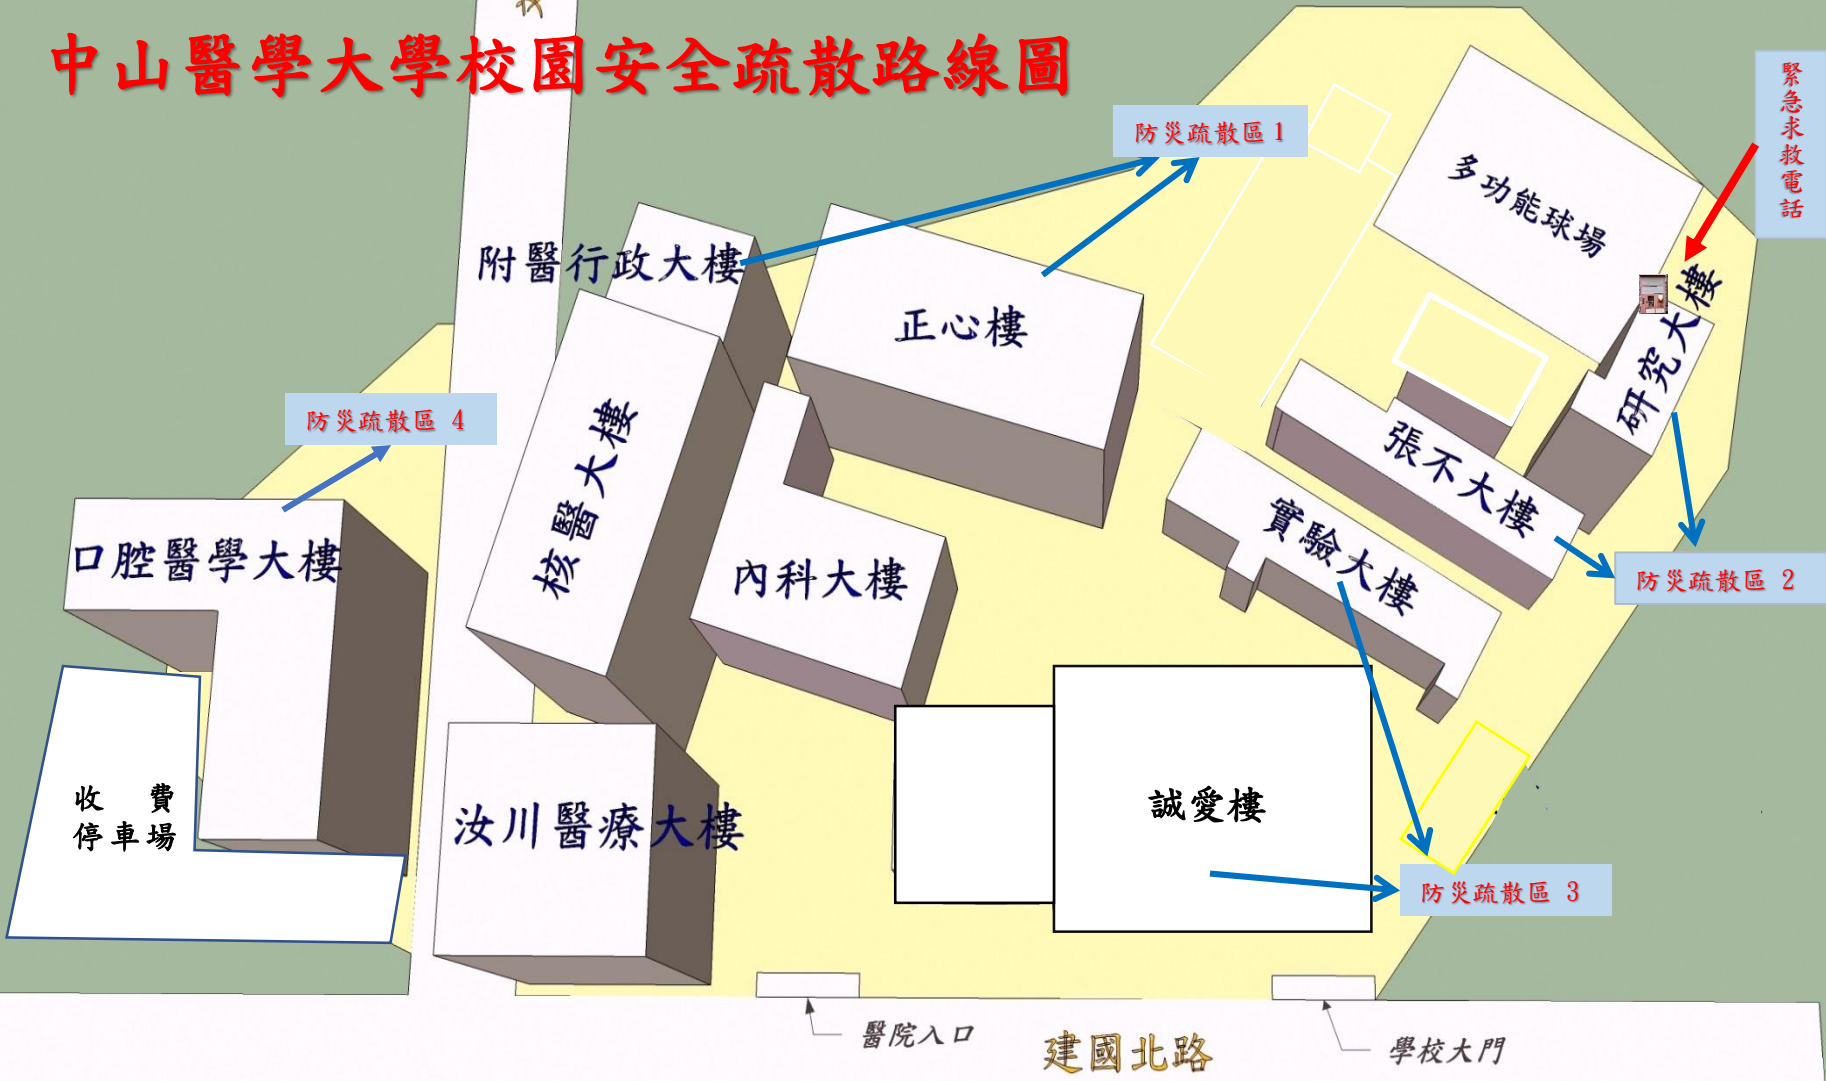 中山醫學大學校園安全疏散路線圖
緊急求救電話
防災疏散區 1
多功能球場
附醫行政大樓
正心樓
研究大樓
防災疏散區 4
核醫大樓
張不大樓
實驗大樓
口腔醫學大樓
內科大樓
防災疏散區 2
收 費
停車場
汝川醫療大樓
誠愛樓
防災疏散區 3
醫院入口
建國北路
學校大門